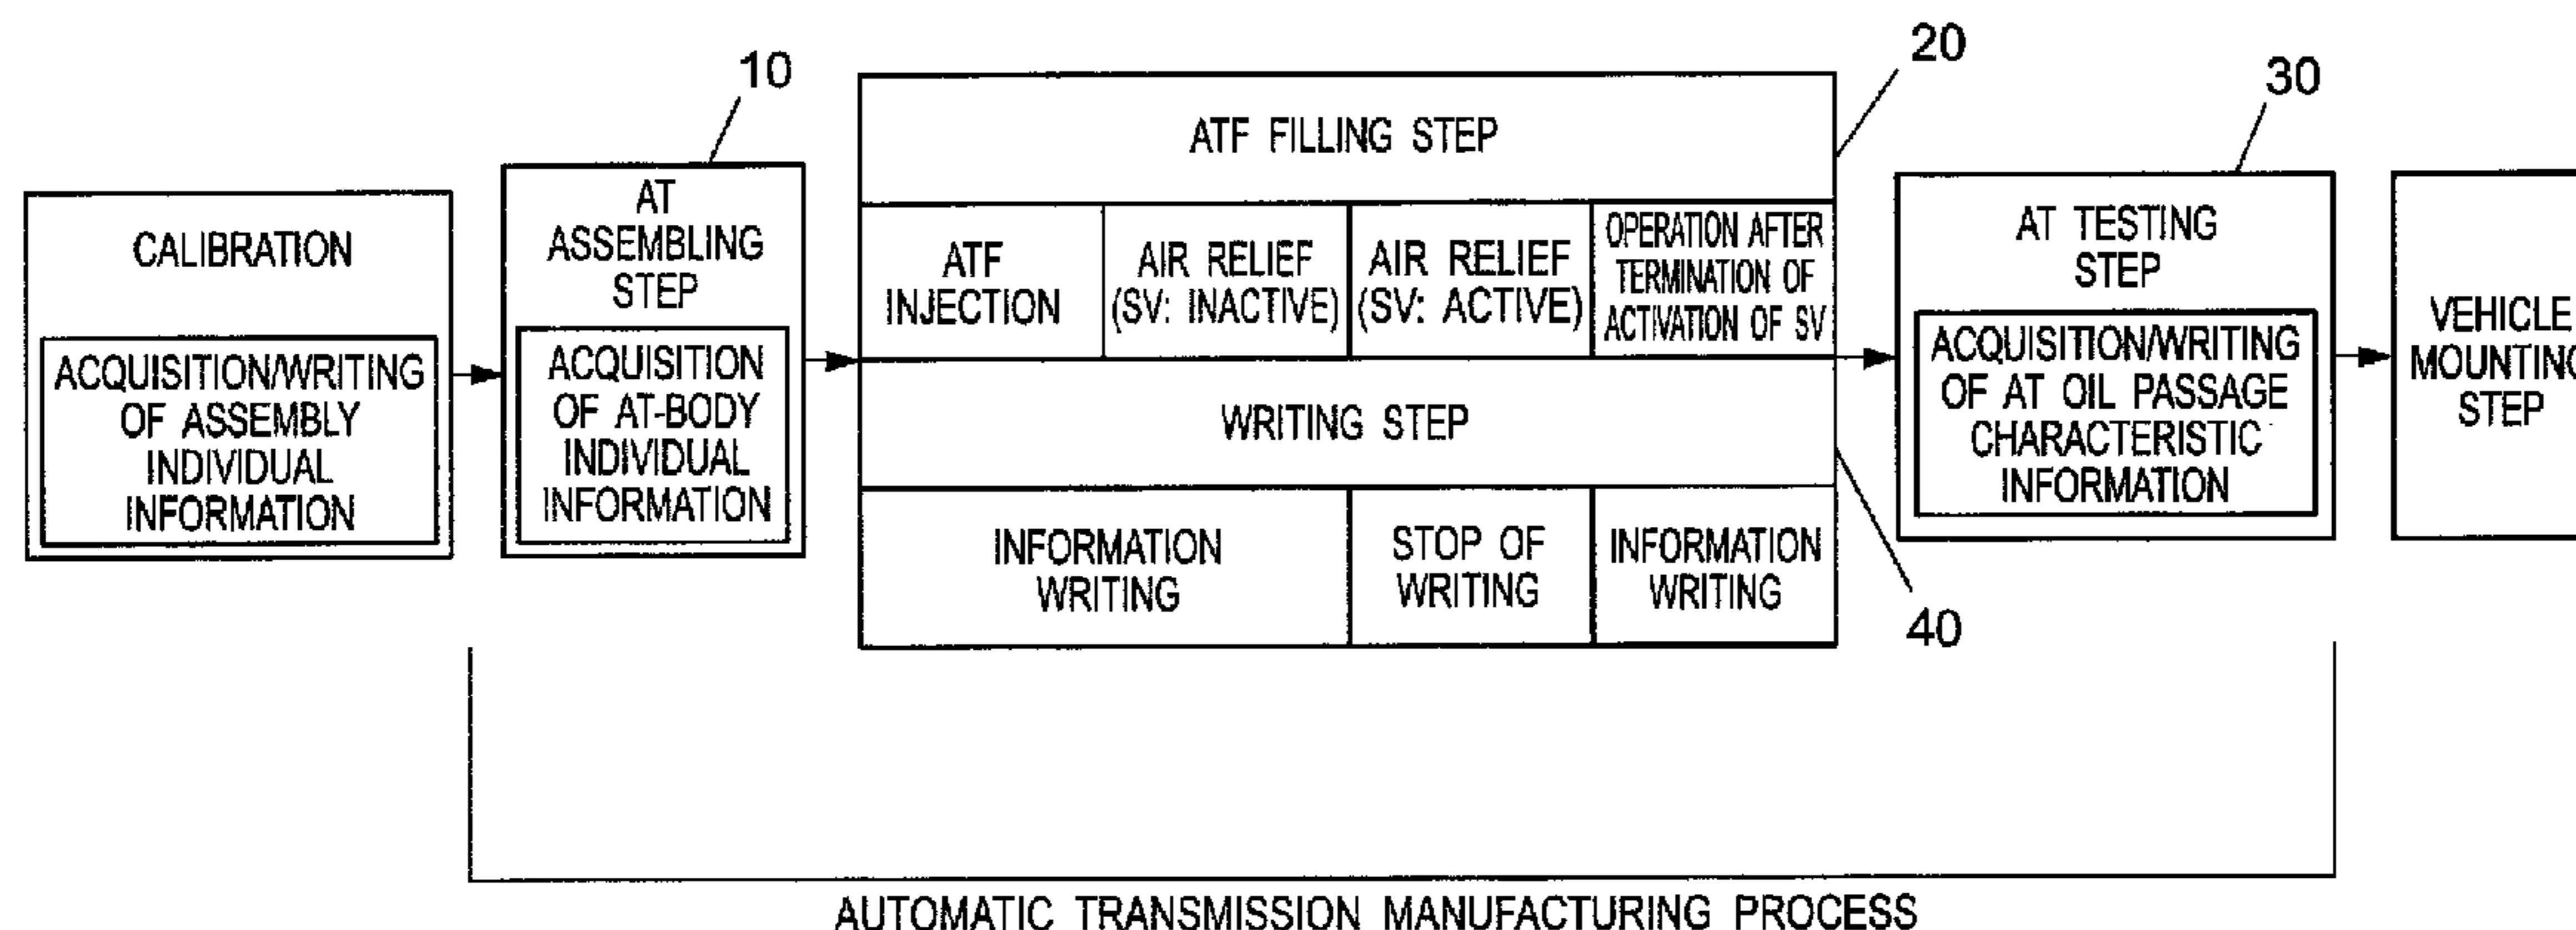 CALIBRATION
ACQUISITION/WRITING
OF ASSEMBLY
INDIVIDUAL
INFORMATION
10
AT
ASSEMBLING
STEP
ACQUISITION
OF AT-BODY
INDIVIDUAL
INFORMATION
20
ATF FILLING STEP
ATF
INJECTION
AIR RELIEF
(SV: INACTIVE)
AIR RELIEF
(SV: ACTIVE)
OPERATION AFTER
TERMINATION OF
ACTIVATION OF SV
WRITING STEP
40
INFORMATION
WRITING
STOP OF
WRITING
INFORMATION
WRITING
30
AT TESTING
STEP
ACQUISITION/WRITING
OF AT OIL PASSAGE
CHARACTERISTIC
INFORMATION
VEHICLE
MOUNTING
STEP
AUTOMATIC TRANSMISSION MANUFACTURING PROCESS